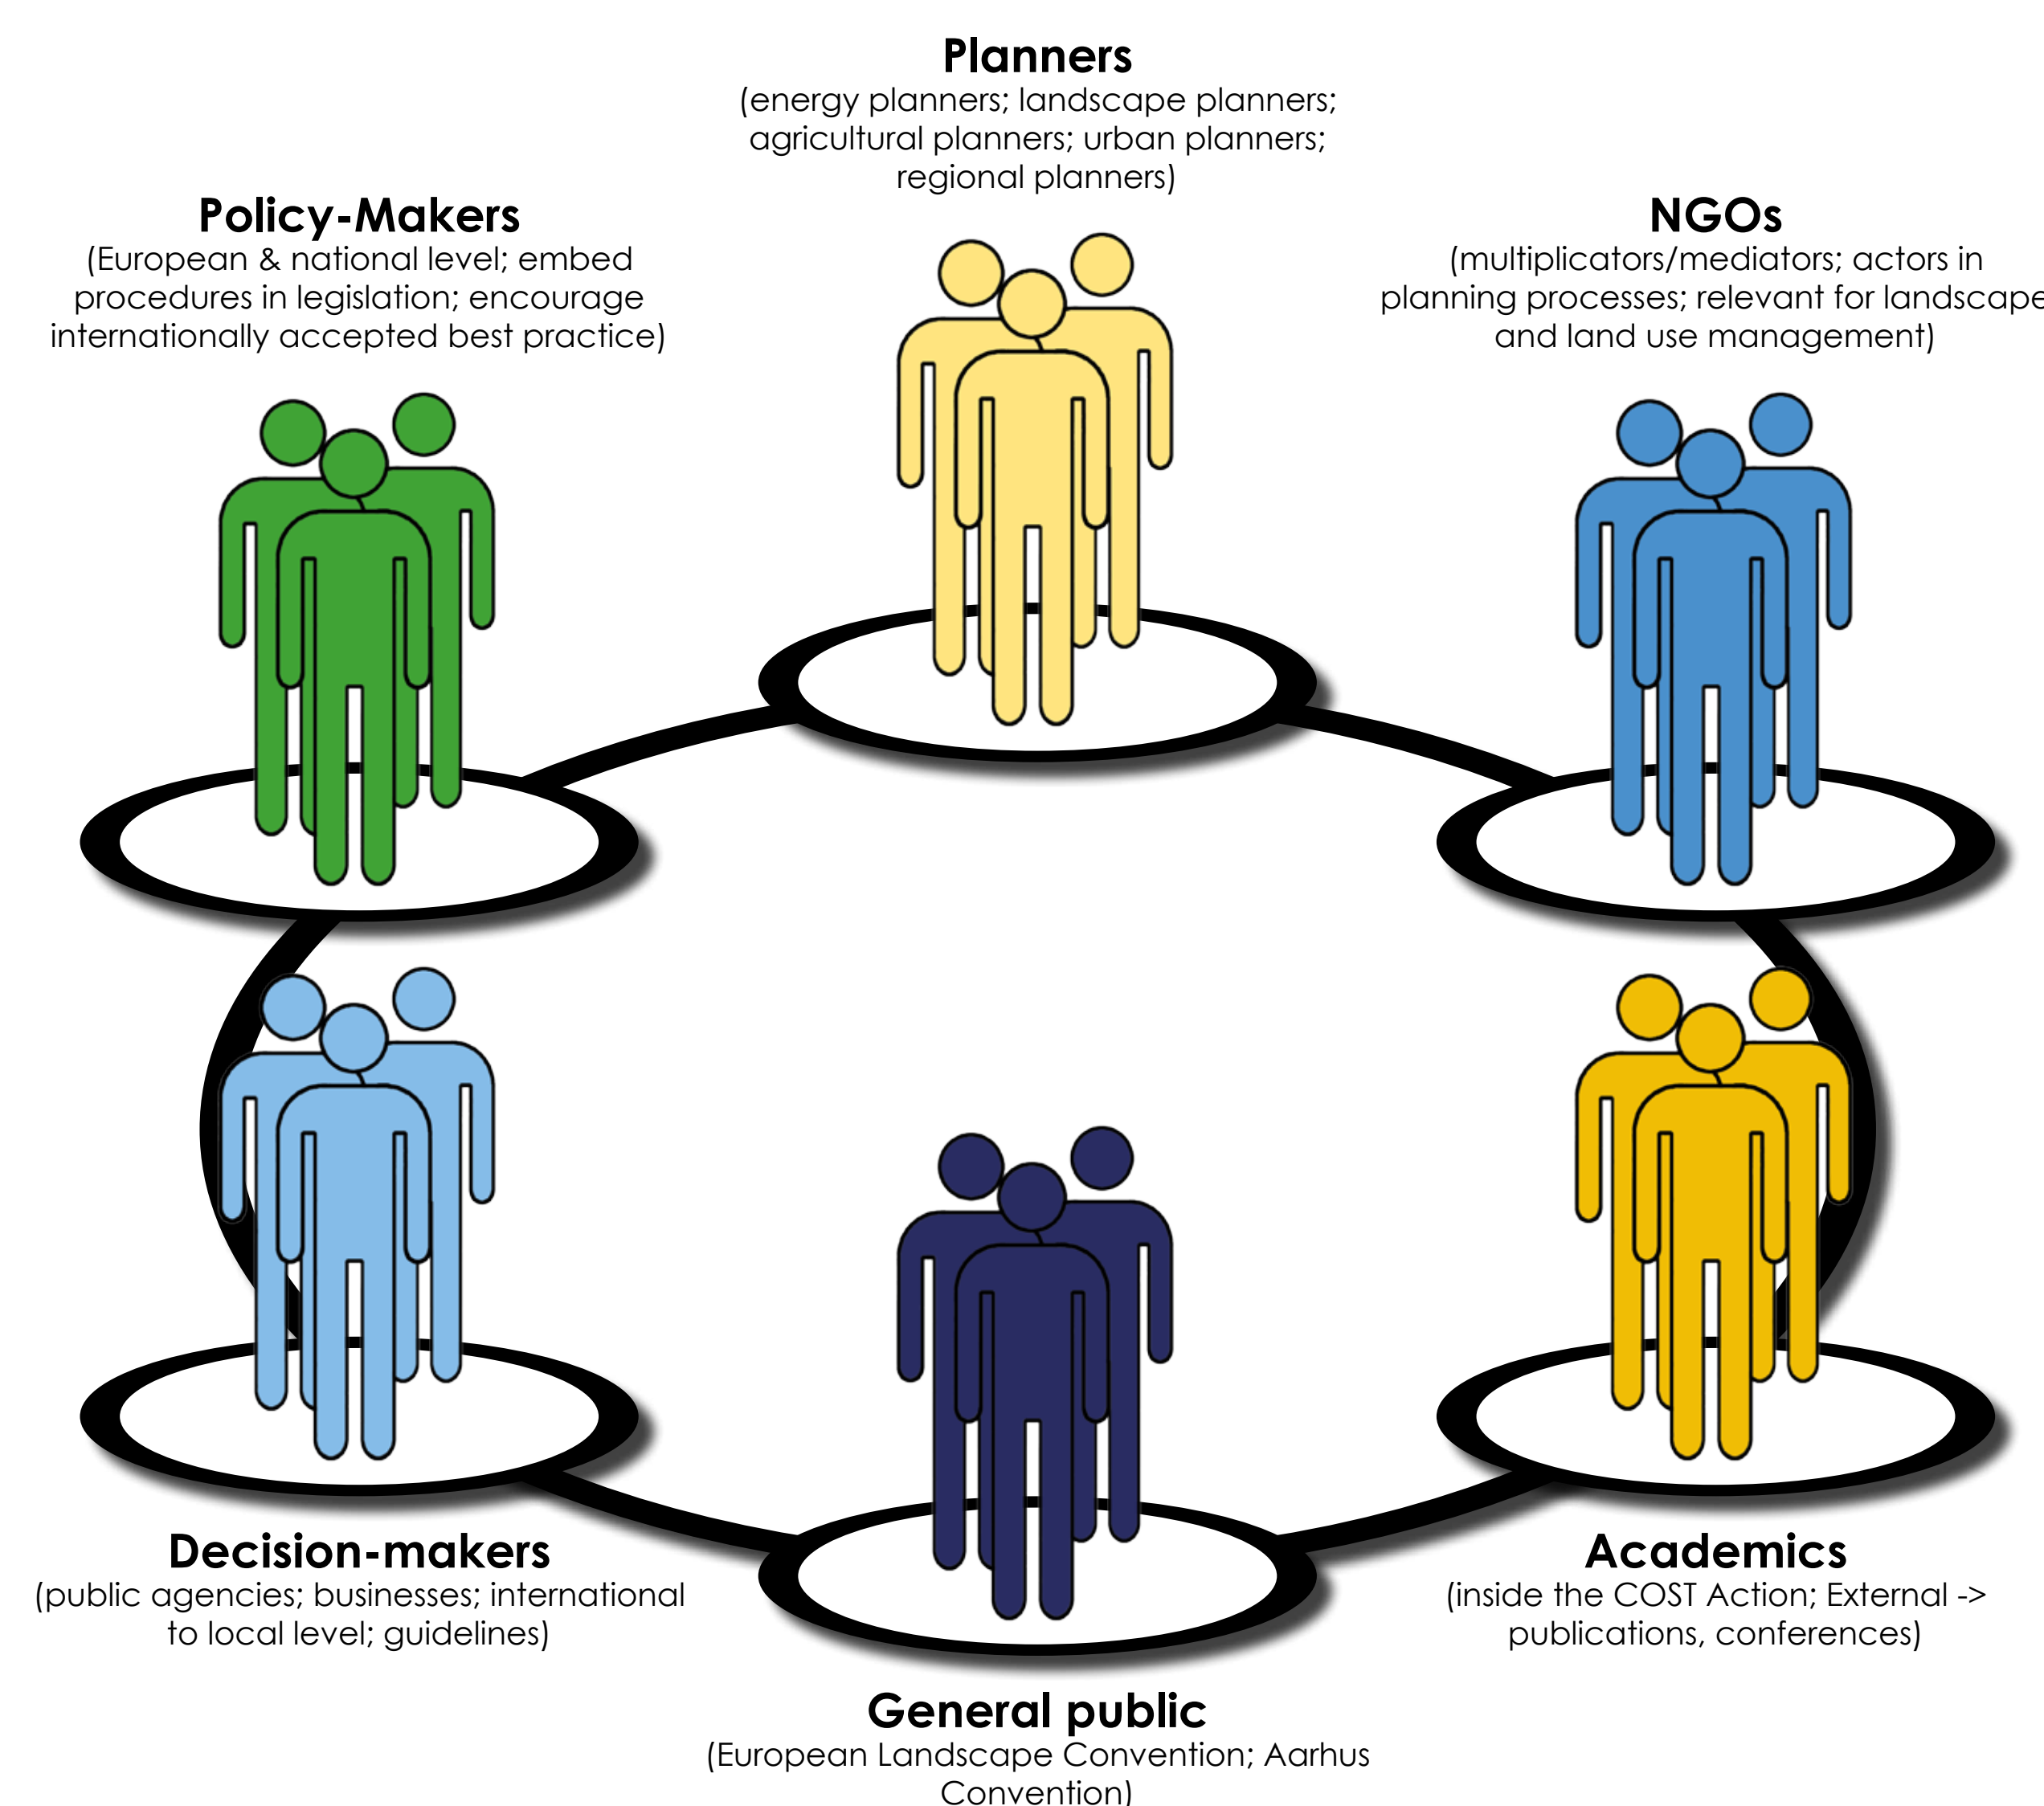 Planners
(energy planners; landscape planners;
agricultural planners; urban planners;
regional planners)
Policy-Makers
(European & national level; embed
procedures in legislation; encourage
internationally accepted best practice)
NGOs
(multiplicators/mediators; actors in
planning processes; relevant for landscape
and land use management)
Decision-makers
(public agencies; businesses; international
to local level; guidelines)
Academics
(inside the COST Action; External ->
publications, conferences)
General public
(European Landscape Convention; Aarhus
Convention)